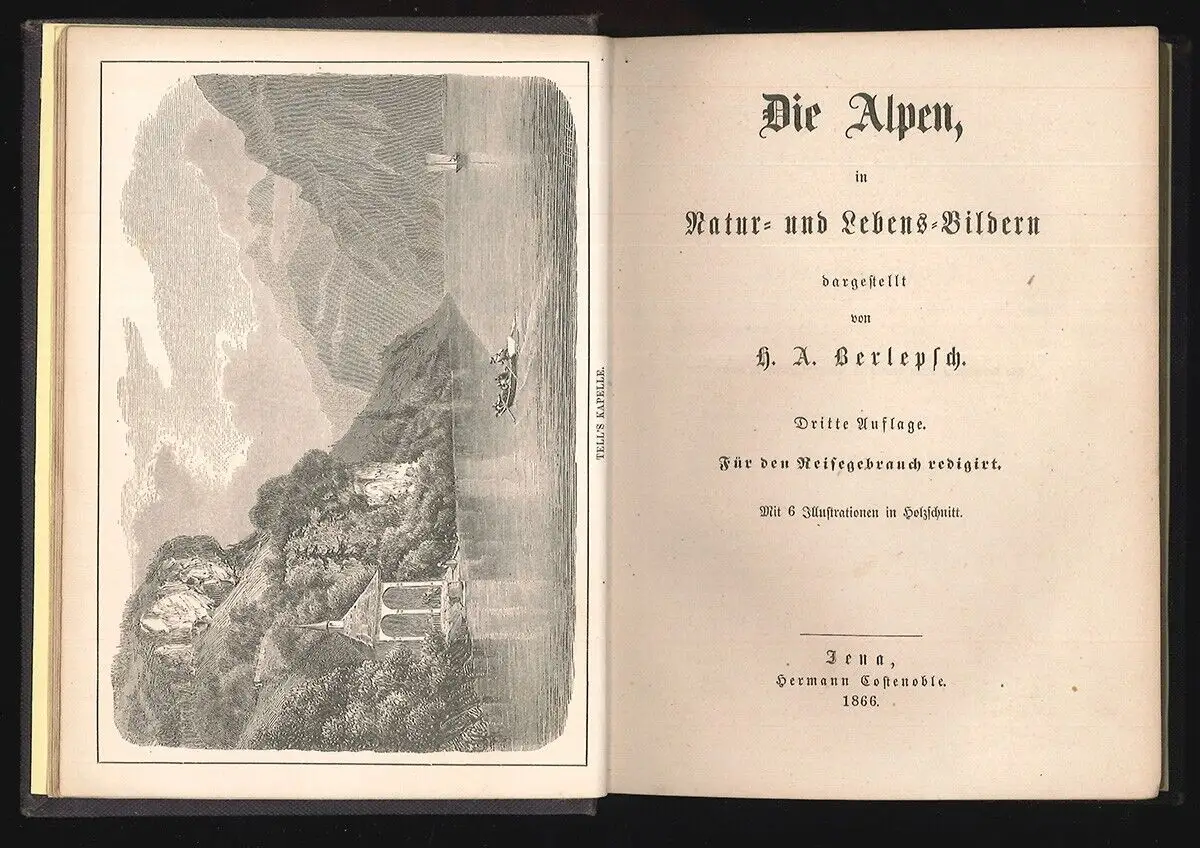 TELL'S KAPELLE.
Die Alpen,
in
Natur- und Lebens-Bildern
dargestellt
von
H. A. Berlepsch.
Dritte Auflage.
Für den Reisegebrauch redigirt.
Mit 6 Illustrationen in Holzschnitt.
Jena,
Hermann Costenoble.
1866.